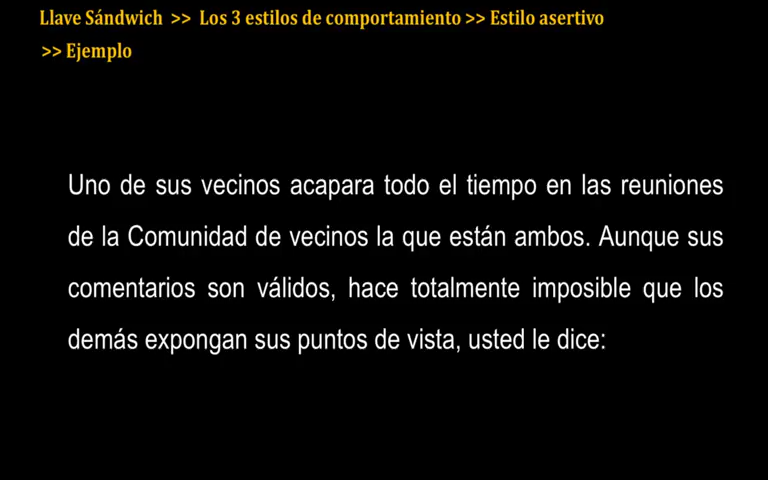 Llave Sándwich >> Los 3 estilos de comportamiento >> Estilo asertivo
>> Ejemplo
Uno de sus vecinos acapara todo el tiempo en las reuniones
de la Comunidad de vecinos la que están ambos. Aunque sus
comentarios son válidos, hace totalmente imposible que los
demás expongan sus puntos de vista, usted le dice: